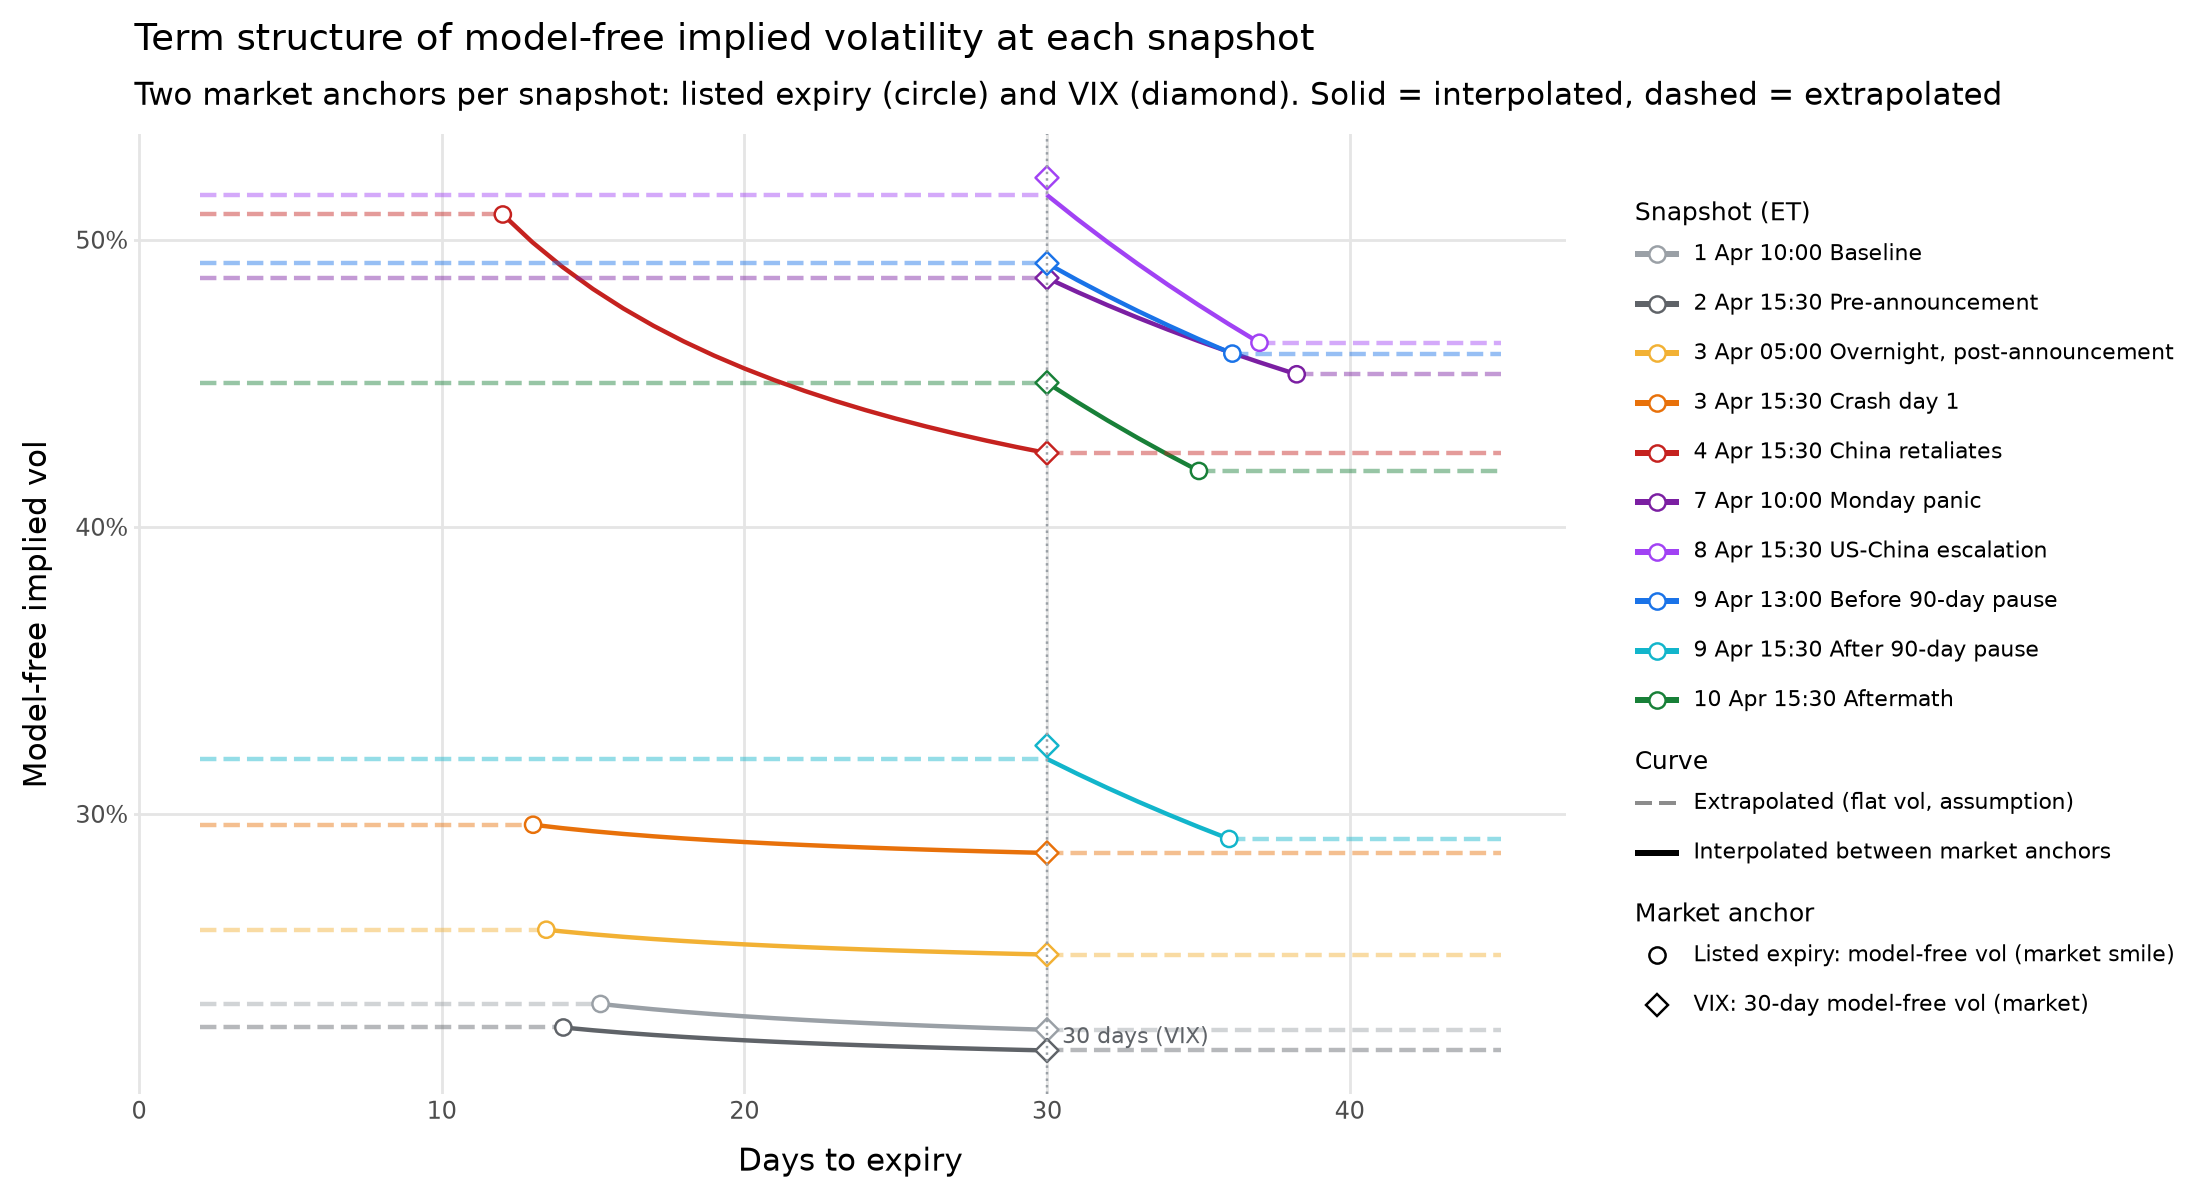 Term structure of model-free implied volatility at each snapshot
Two market anchors per snapshot: listed expiry (circle) and VIX (diamond). Solid = interpolated, dashed = extrapolated
Model-free implied vol
50%
40%
30%
30 days (VIX)
0
10
20
30
40
Days to expiry
Snapshot (ET)
1 Apr 10:00 Baseline
2 Apr 15:30 Pre-announcement
3 Apr 05:00 Overnight, post-announcement
3 Apr 15:30 Crash day 1
4 Apr 15:30 China retaliates
7 Apr 10:00 Monday panic
8 Apr 15:30 US-China escalation
9 Apr 13:00 Before 90-day pause
9 Apr 15:30 After 90-day pause
10 Apr 15:30 Aftermath
Curve
Extrapolated (flat vol, assumption)
Interpolated between market anchors
Market anchor
Listed expiry: model-free vol (market smile)
VIX: 30-day model-free vol (market)